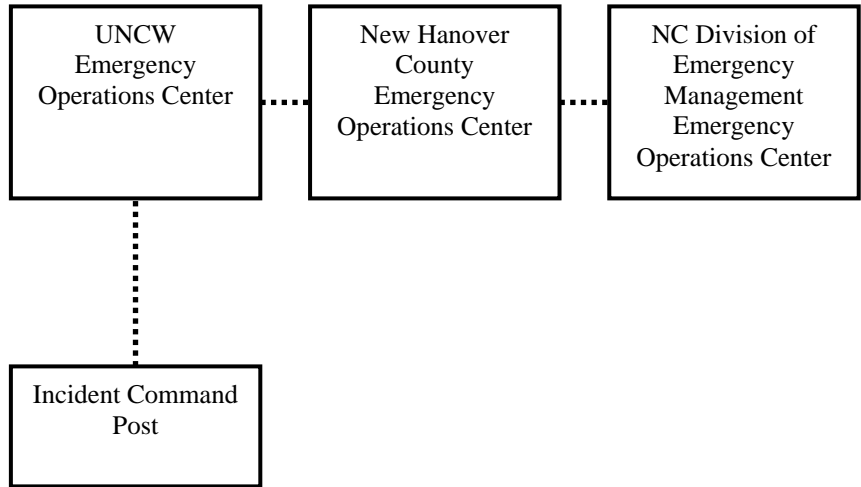 UNCW
Emergency
Operations Center
New Hanover
County
Emergency
Operations Center
NC Division of
Emergency
Management
Emergency
Operations Center
Incident Command
Post